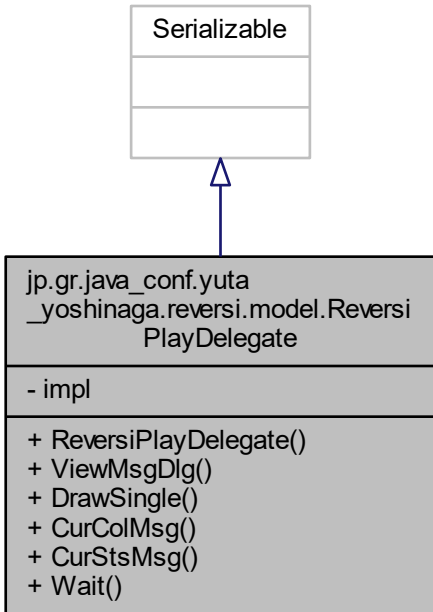 Serializable
jp.gr.java_conf.yuta
_yoshinaga.reversi.model.Reversi
PlayDelegate
- impl
+ ReversiPlayDelegate()
+ ViewMsgDlg()
+ DrawSingle()
+ CurColMsg()
+ CurStsMsg()
+ Wait()